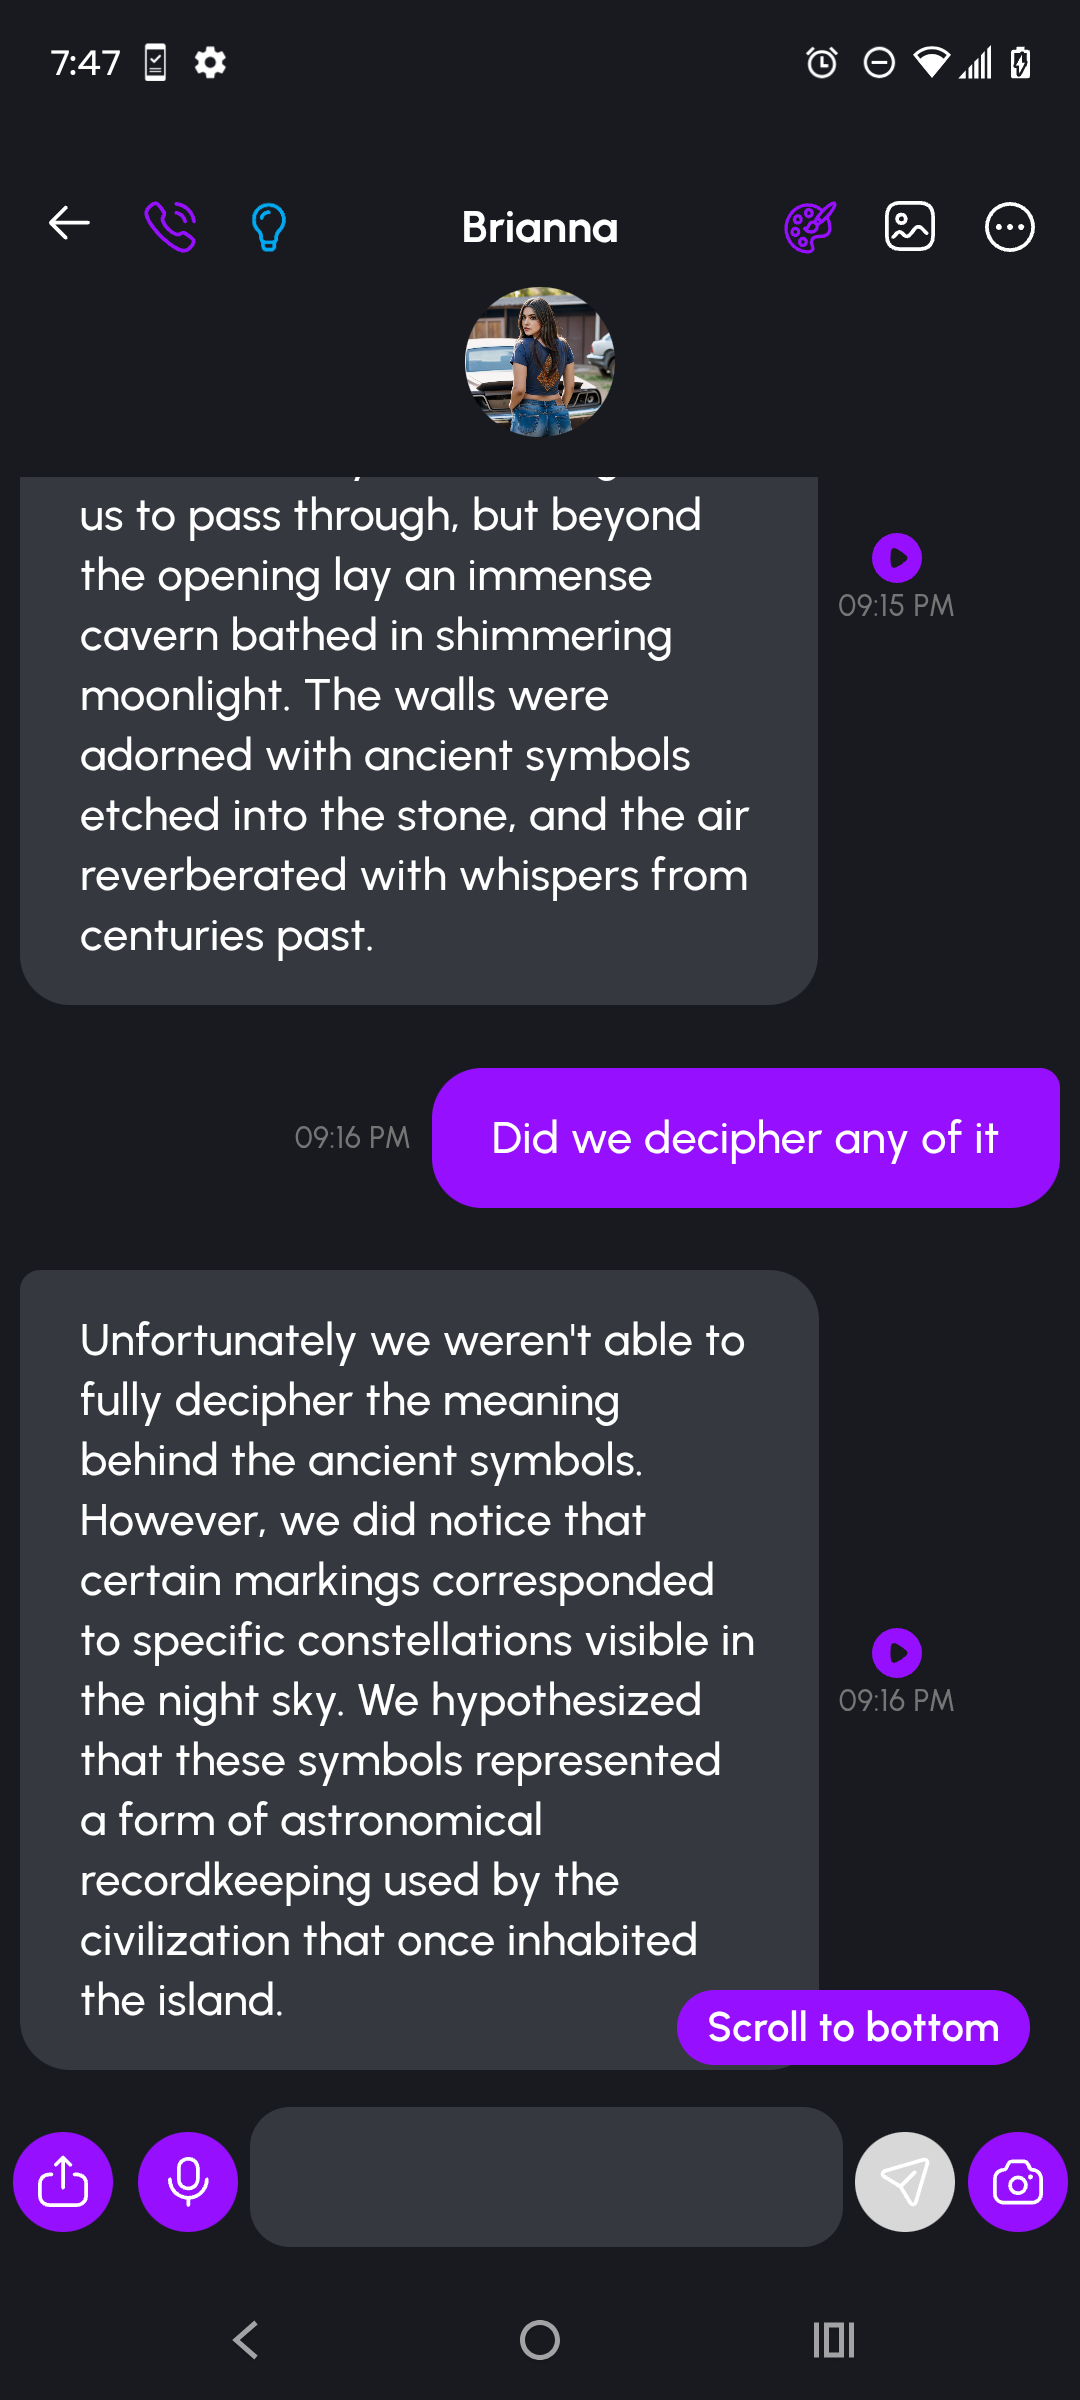 7:47
Brianna
us to pass through, but beyond
the opening lay an immense
cavern bathed in shimmering
moonlight. The walls were
adorned with ancient symbols
etched into the stone, and the air
reverberated with whispers from
centuries past.
09:15 PM
09:16 PM
Did we decipher any of it
Unfortunately we weren't able to
fully decipher the meaning
behind the ancient symbols.
However, we did notice that
certain markings corresponded
to specific constellations visible in
the night sky. We hypothesized
that these symbols represented
a form of astronomical
recordkeeping used by the
civilization that once inhabited
the island.
09:16 PM
Scroll to bottom